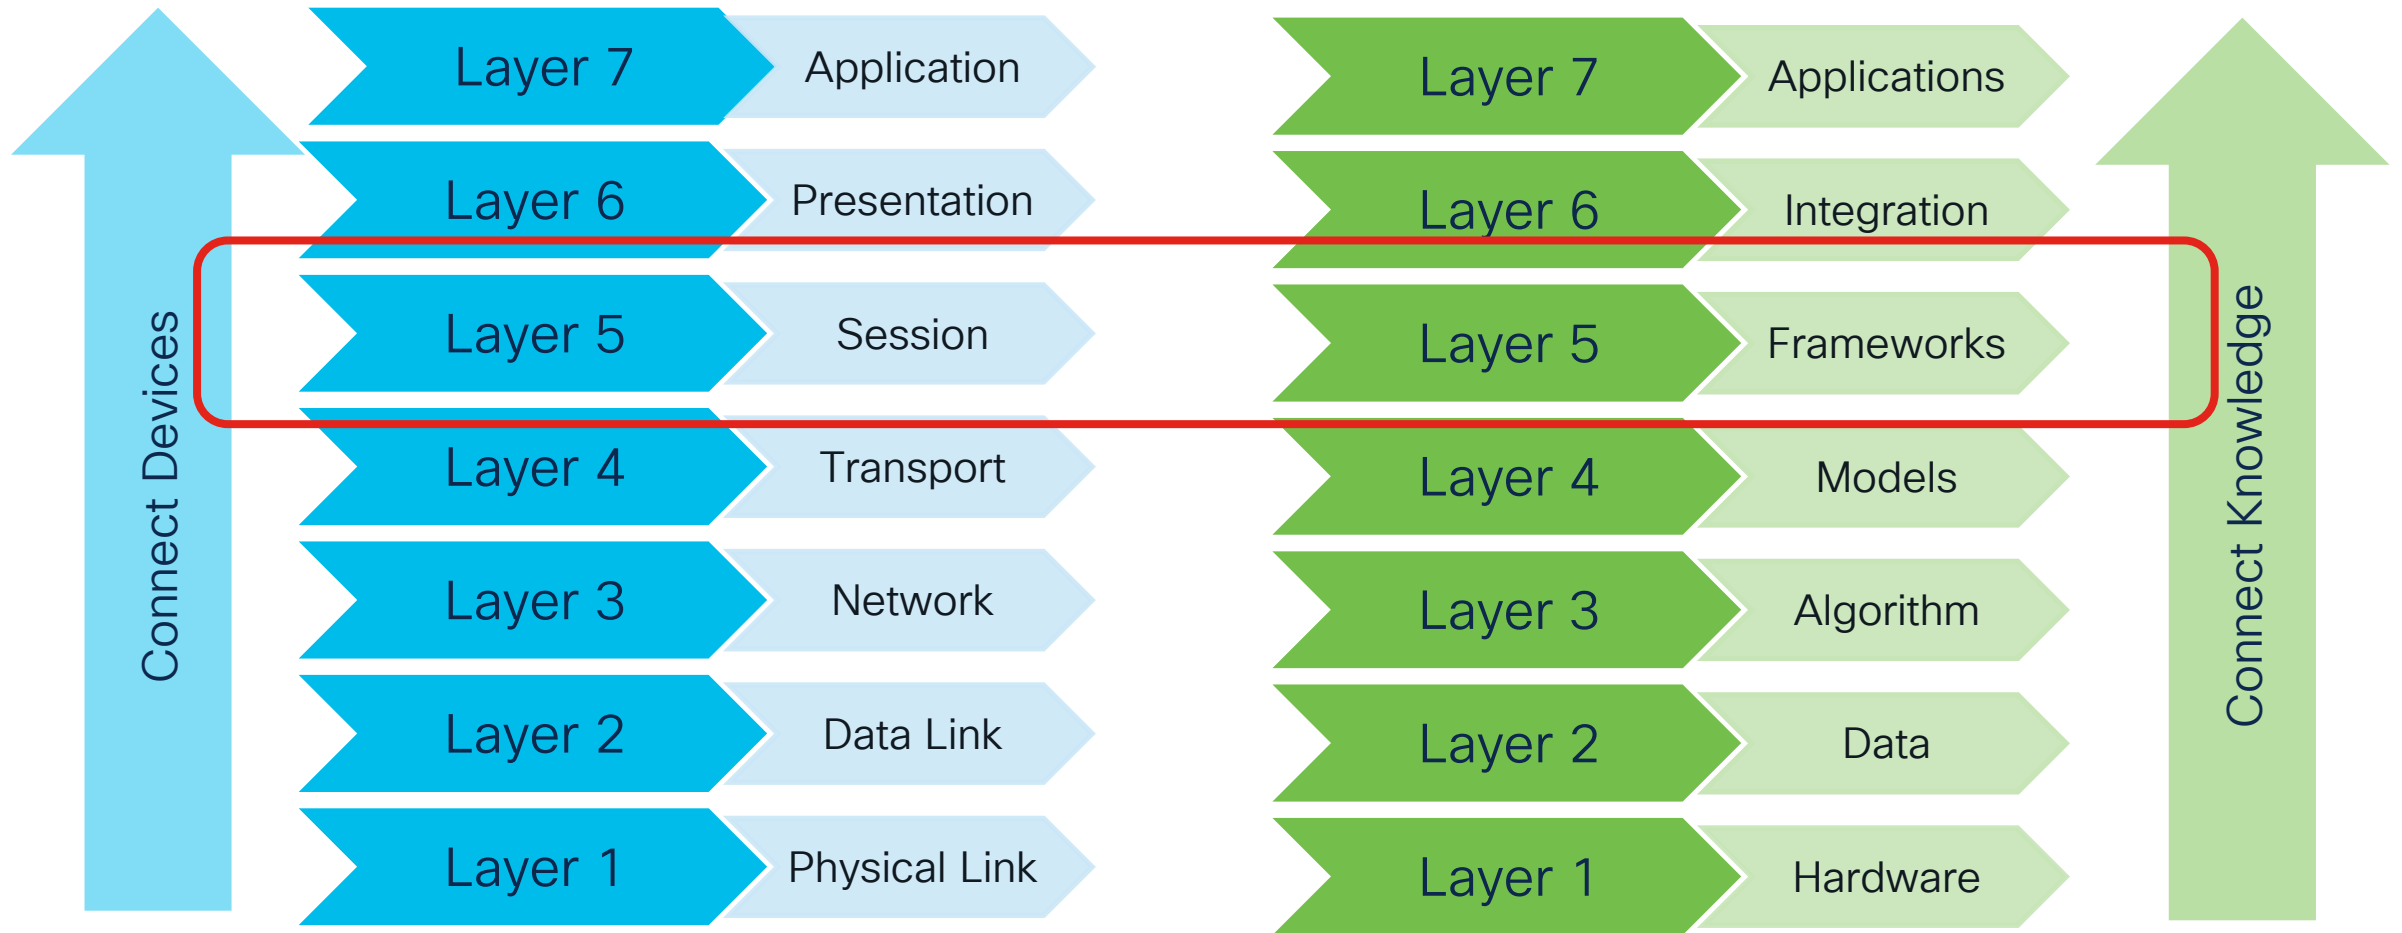 Connect Devices
Layer 7 Application
Layer 6 Presentation
Layer 5 Session
Layer 4 Transport
Layer 3 Network
Layer 2 Data Link
Layer 1 Physical Link
Layer 7 Applications
Layer 6 Integration
Layer 5 Frameworks
Layer 4 Models
Layer 3 Algorithm
Layer 2 Data
Layer 1 Hardware
Connect Knowledge